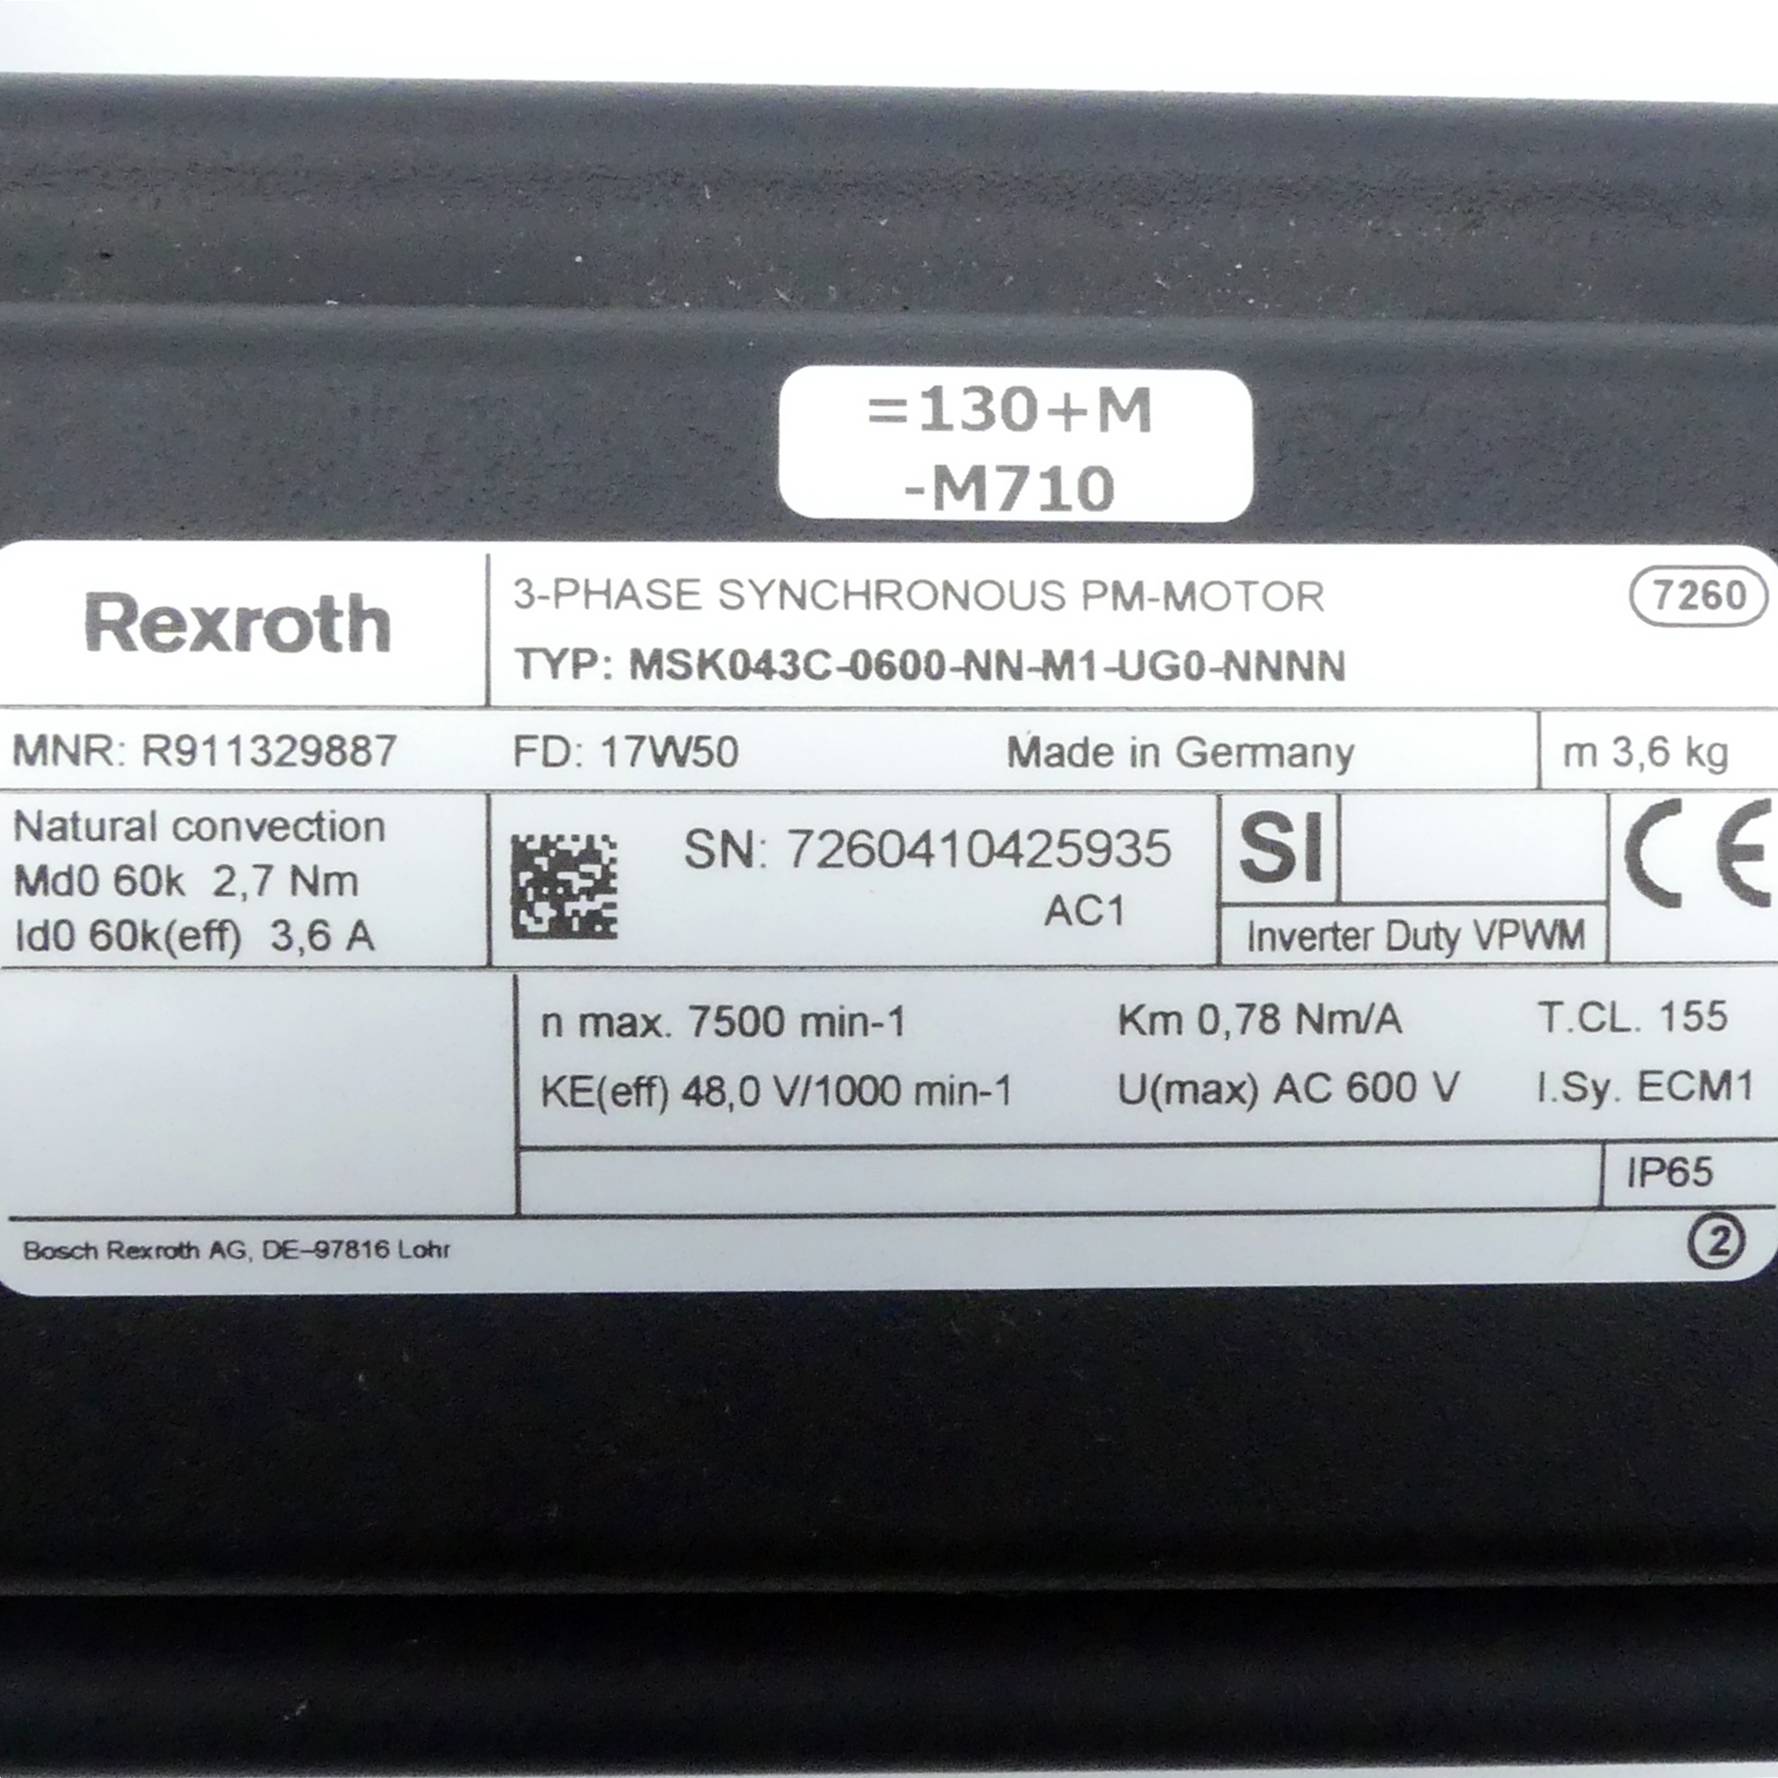 =130+M
-M710
Rexroth
3-PHASE SYNCHRONOUS PM-MOTOR
7260
TYP: MSK043C-0600-NN-M1-UG0-NNNN
MNR: R911329887
FD: 17W50
Made in Germany
m 3,6 kg
Natural convection
Md0 60k 2,7 Nm
Id0 60k(eff) 3,6 A
SN: 7260410425935
AC1
SI
Inverter Duty VPWM
CE
n max. 7500 min-1
Km 0,78 Nm/A
T.CL. 155
KE(eff) 48,0 V/1000 min-1
U(max) AC 600 V
I.Sy. ECM1
IP65
Bosch Rexroth AG, DE-97816 Lohr
2